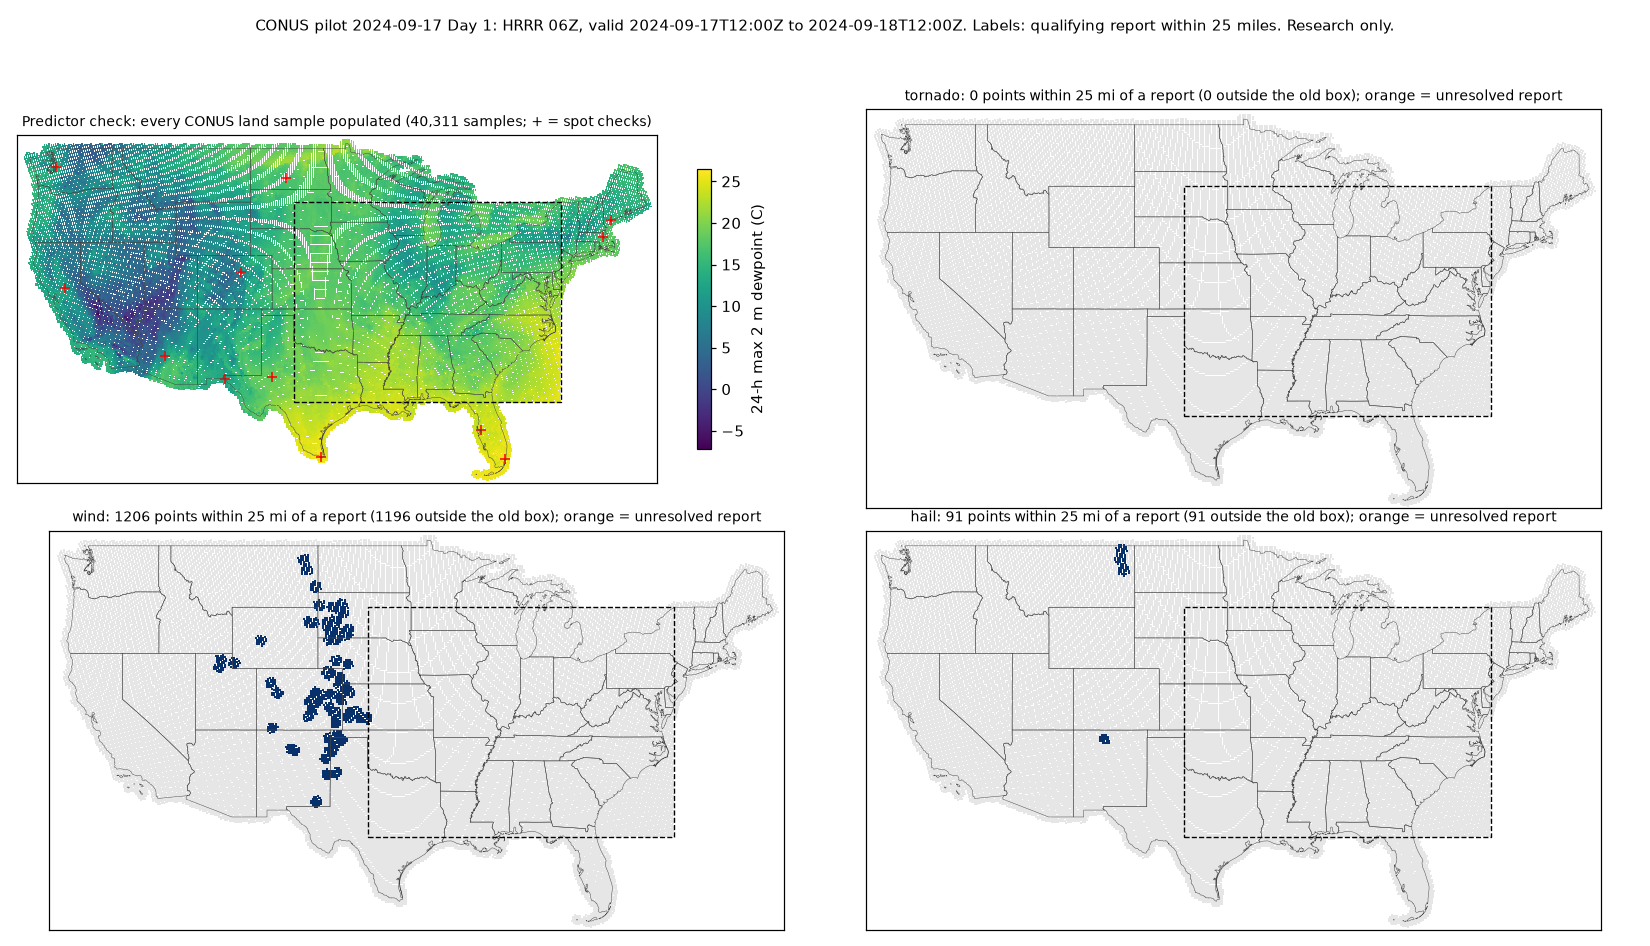 CONUS pilot 2024-09-17 Day 1: HRRR 06Z, valid 2024-09-17T12:00Z to 2024-09-18T12:00Z. Labels: qualifying report within 25 miles. Research only.
Predictor check: every CONUS land sample populated (40,311 samples; + = spot checks)
25
20
15
10
5
0
−5
24-h max 2 m dewpoint (C)
tornado: 0 points within 25 mi of a report (0 outside the old box); orange = unresolved report
wind: 1206 points within 25 mi of a report (1196 outside the old box); orange = unresolved report
hail: 91 points within 25 mi of a report (91 outside the old box); orange = unresolved report